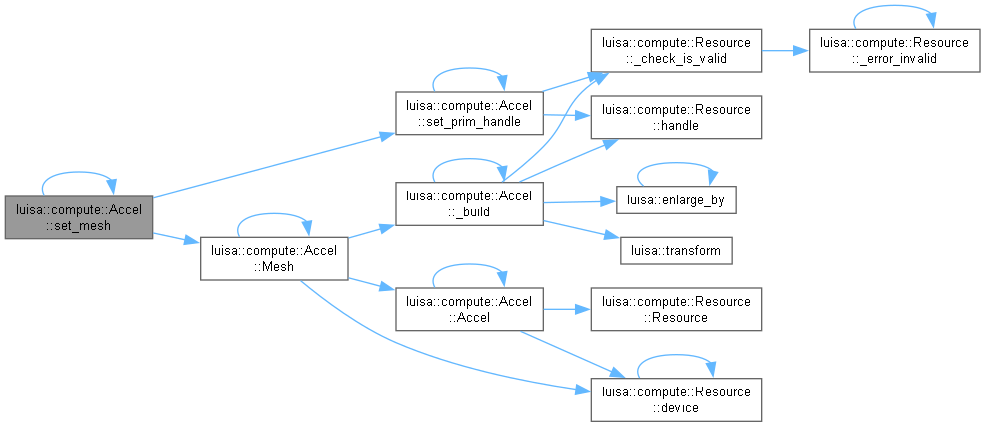 luisa::compute::Accel
::set_mesh
luisa::compute::Accel
::set_prim_handle
luisa::compute::Accel
::Mesh
luisa::compute::Accel
::_build
luisa::compute::Accel
::Accel
luisa::compute::Resource
::_check_is_valid
luisa::compute::Resource
::_error_invalid
luisa::compute::Resource
::handle
luisa::enlarge_by
luisa::transform
luisa::compute::Resource
::Resource
luisa::compute::Resource
::device